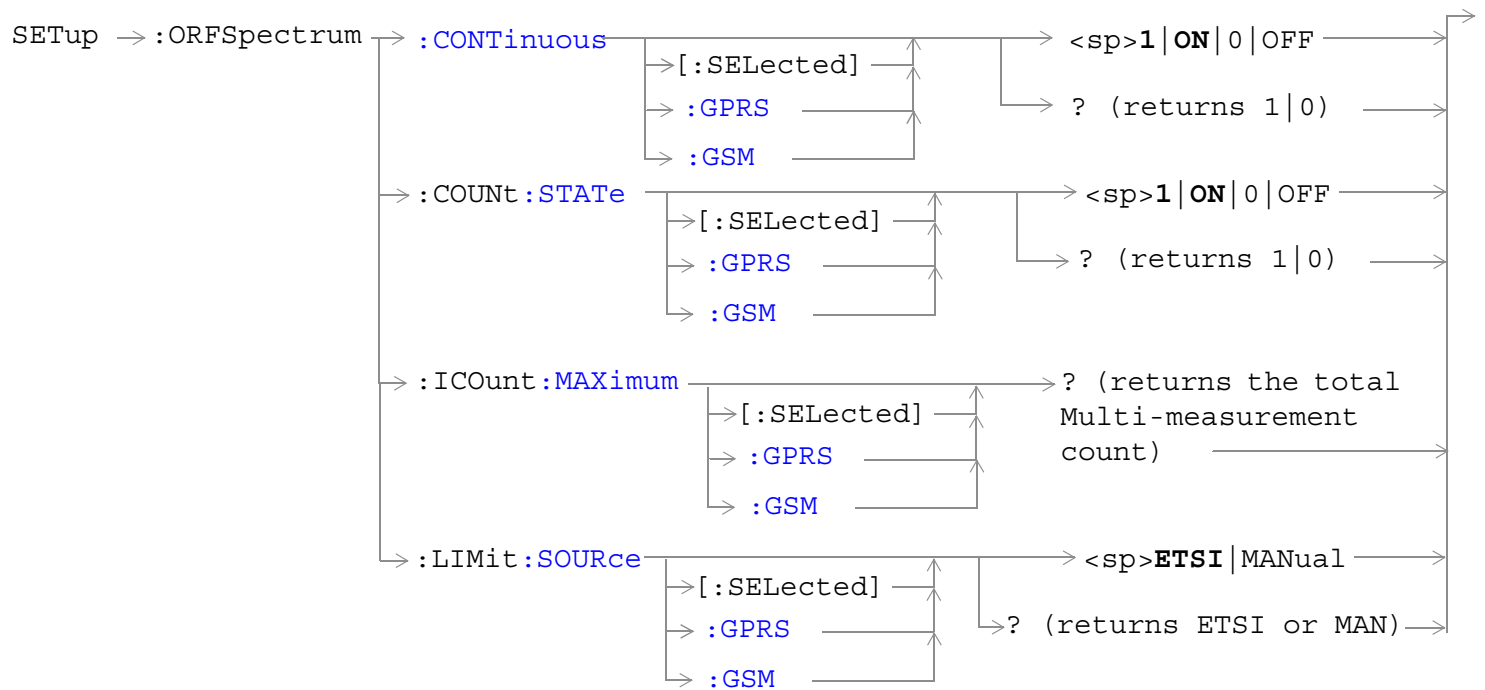 SETup :ORFSpectrum :CONTinuous <sp>1|ON|0|OFF
[:SELected]
:GPRS ? (returns 1|0)
:GSM
:COUNt:STATe <sp>1|ON|0|OFF
[:SELected]
:GPRS ? (returns 1|0)
:GSM
:ICOunt:MAXimum ? (returns the total
[:SELected] Multi-measurement
:GPRS count)
:GSM
:LIMit:SOURce <sp>ETSI|MANual
[:SELected]
:GPRS ? (returns ETSI or MAN)
:GSM